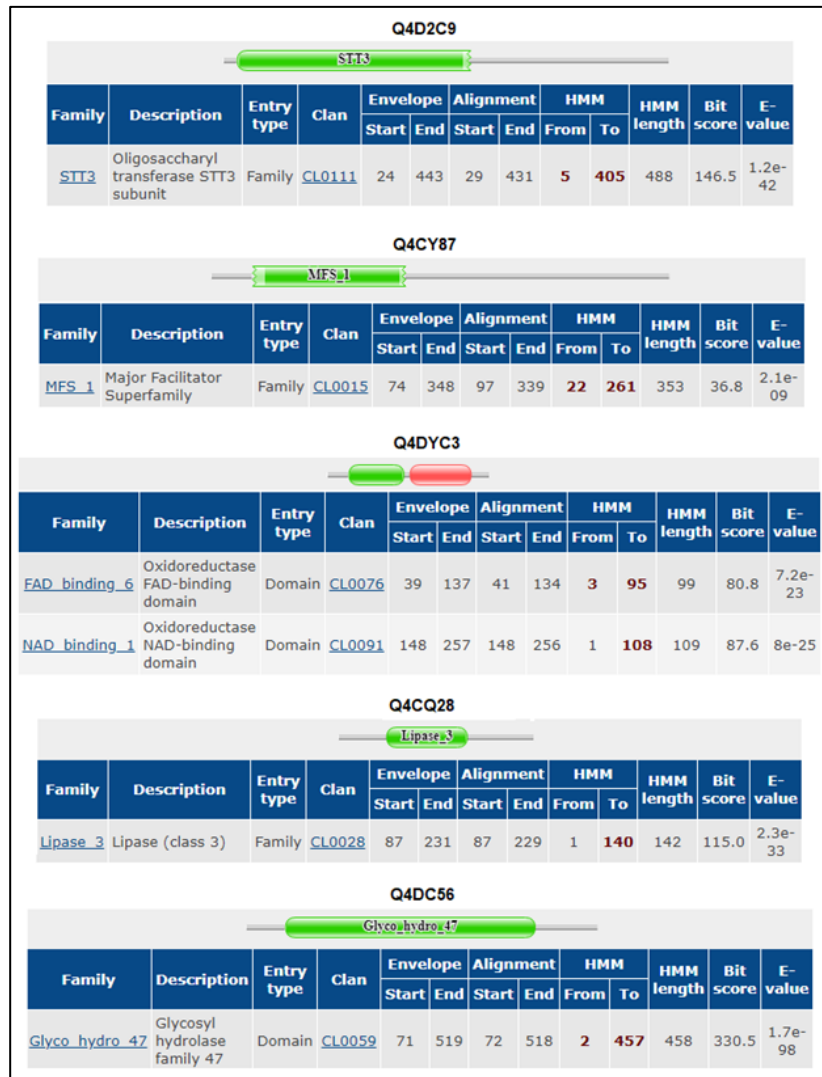 Q4D2C9
STT3
Family Description Entry type Clan Envelope Alignment HMM HMM length Bit score E-value
Start End Start End From To
STT3 Oligosaccharyl transferase STT3 subunit Family CL0111 24 443 29 431 5 405 488 146.5 1.2e-42
Q4CY87
MFS_1
Family Description Entry type Clan Envelope Alignment HMM HMM length Bit score E-value
Start End Start End From To
MFS_1 Major Facilitator Superfamily Family CL0015 74 348 97 339 22 261 353 36.8 2.1e-09
Q4DYC3
Family Description Entry type Clan Envelope Alignment HMM HMM length Bit score E-value
Start End Start End From To
FAD_binding_6 Oxidoreductase FAD-binding domain Domain CL0076 39 137 41 134 3 95 99 80.8 7.2e-23
NAD_binding_1 Oxidoreductase NAD-binding domain Domain CL0091 148 257 148 256 1 108 109 87.6 8e-25
Q4CQ28
Lipase_3
Family Description Entry type Clan Envelope Alignment HMM HMM length Bit score E-value
Start End Start End From To
Lipase_3 Lipase (class 3) Family CL0028 87 231 87 229 1 140 142 115.0 2.3e-33
Q4DC56
Glyco_hydro_47
Family Description Entry type Clan Envelope Alignment HMM HMM length Bit score E-value
Start End Start End From To
Glyco_hydro_47 Glycosyl hydrolase family 47 Domain CL0059 71 519 72 518 2 457 458 330.5 1.7e-98